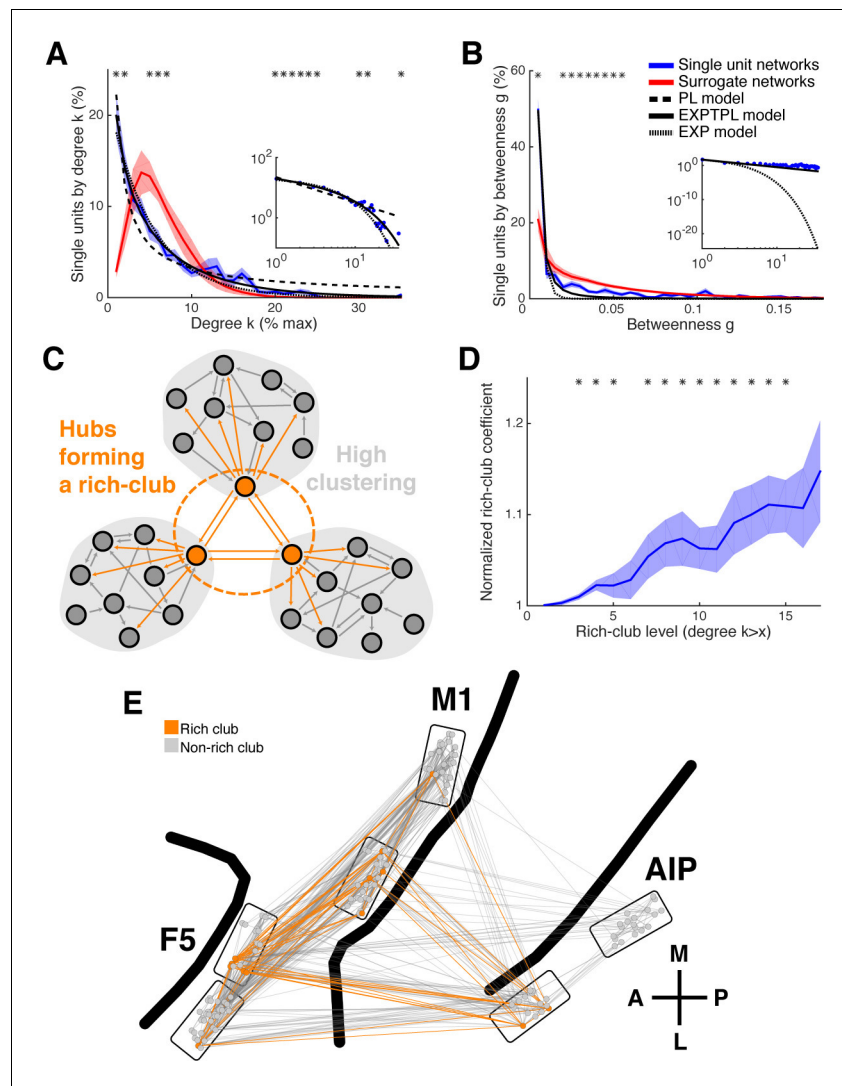 A
* * * * * * * * * * * * * *
Single units by degree k (%)
20
10
0
0
10
20
30
Degree k (% max)
10²
10⁰
10⁰
10¹
B
Single units by betweenness g (%)
60
40
20
0
0
0.05
0.1
0.15
Betweenness g
Single unit networks
Surrogate networks
PL model
EXPTPL model
EXP model
10⁰
10⁻¹⁰
10⁻²⁰
10⁰
10¹
C
Hubs
forming
a rich-club
High
clustering
D
Normalized rich-club coefficient
1.2
1.1
1
0
5
10
15
Rich-club level (degree k>x)
E
Rich club
Non-rich club
M1
AIP
F5
M
A
P
L